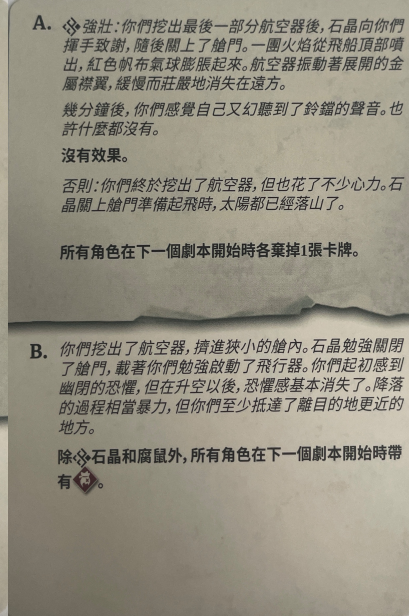 A. 強壯：你們挖出最後一部分航空器後，石晶向你們
揮手致謝，隨後關上了艙門。一團火焰從飛船頂部噴
出，紅色帆布氣球膨脹起來。航空器振動著展開的金
屬襟翼，緩慢而莊嚴地消失在遠方。
幾分鐘後，你們感覺自己又幻聽到了鈴鐺的聲音。也
許什麼都沒有。
沒有效果。
否則：你們終於挖出了航空器，但也花了不少心力。石
晶關上艙門準備起飛時，太陽都已經落山了。
所有角色在下一個劇本開始時各棄掉1張卡牌。
B. 你們挖出了航空器，擠進狹小的艙內。石晶勉強關閉
了艙門，載著你們勉強啟動了飛行器。你們起初感到
幽閉的恐懼，但在升空以後，恐懼感基本消失了。降落
的過程相當暴力，但你們至少抵達了離目的地更近的
地方。
除石晶和腐鼠外，所有角色在下一個劇本開始時帶
有。